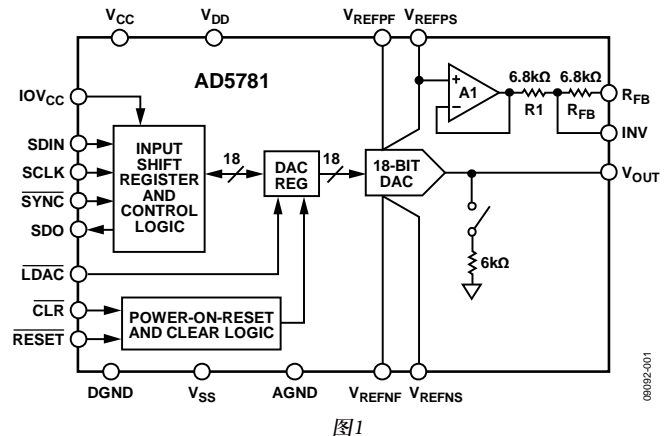 VCC
VDD
VREFPF
VREFPS
AD5781
IOVCC
SDIN
SCLK
SYNC
SDO
LDAC
CLR
RESET
INPUT
SHIFT
REGISTER
AND
CONTROL
LOGIC
18
DAC
REG
18
18-BIT
DAC
A1
+
–
6.8kΩ
R1
6.8kΩ
RFB
RFB
INV
VOUT
6kΩ
POWER-ON-RESET
AND CLEAR LOGIC
DGND
VSS
AGND
VREFNF
VREFNS
09092-001
图1